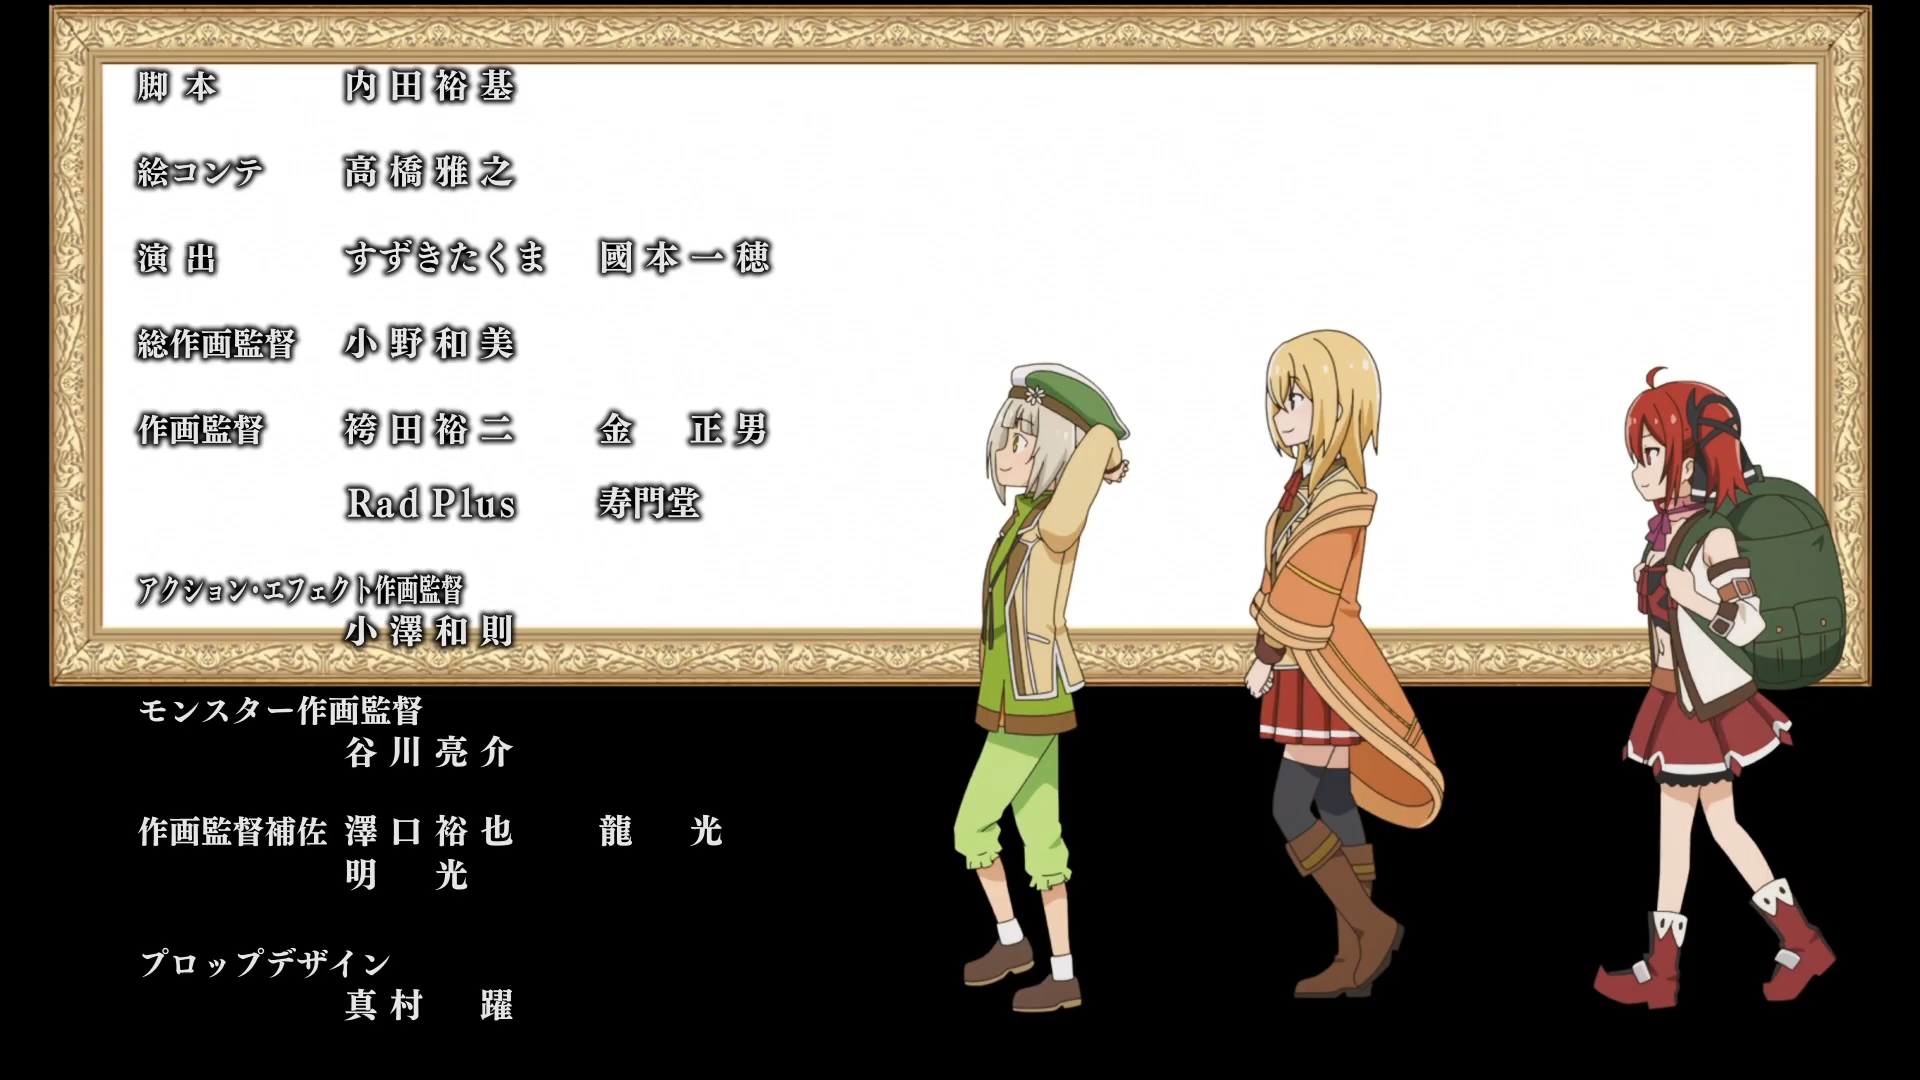 脚本 内田裕基
絵コンテ 高橋雅之
演出 すずきたくま 國本一穂
総作画監督 小野和美
作画監督 袴田裕二 金 正男
Rad Plus 寿門堂
アクション・エフェクト作画監督
小澤和則
モンスター作画監督
谷川亮介
作画監督補佐 澤口裕也 龍 光
明 光
プロップデザイン
真村 躍